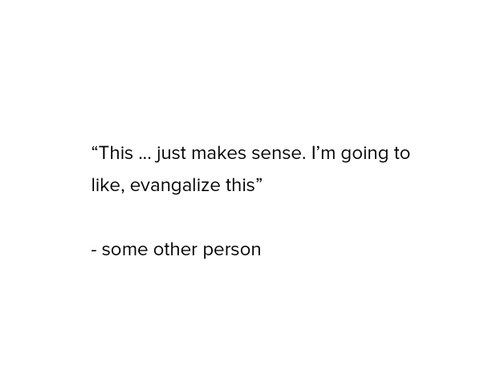 “This ... just makes sense. I’m going to
like, evangalize this”
- some other person